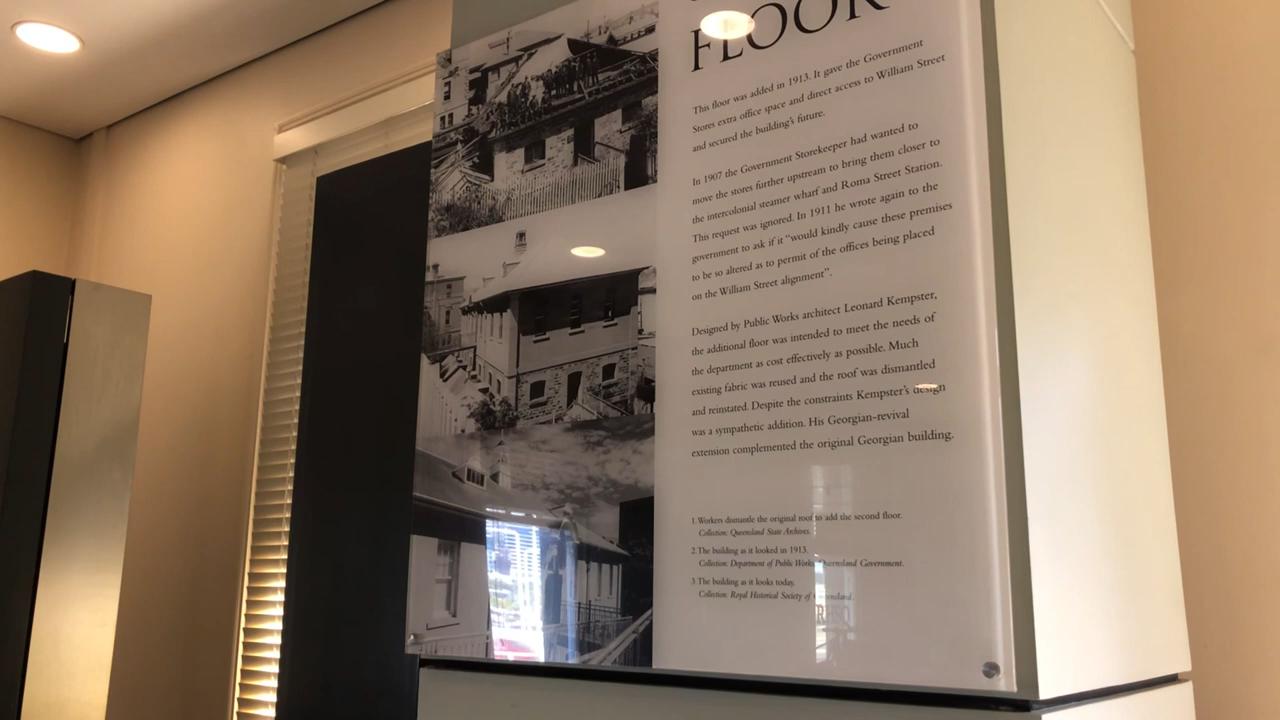 FLOOR
This floor was added in 1913. It gave the Government
Stores extra office space and direct access to William Street
and secured the building's future.
In 1907 the Government Storekeeper had wanted to
move the stores further upstream to bring them closer to
the intercolonial steamer wharf and Roma Street Station.
This request was ignored. In 1911 he wrote again to the
government to ask if it "would kindly cause these premises
to be so altered as to permit of the offices being placed
on the William Street alignment".
Designed by Public Works architect Leonard Kempster,
the additional floor was intended to meet the needs of
the department as cost effectively as possible. Much
existing fabric was reused and the roof was dismantled
and reinstated. Despite the constraints Kempster's design
was a sympathetic addition. His Georgian-revival
extension complemented the original Georgian building.
1. Workers dismantle the original roof to add the second floor.
Collection: Queensland State Archives.
2. The building as it looked in 1913.
Collection: Department of Public Works, Queensland Government.
3. The building as it looks today.
Collection: Royal Historical Society of Queensland.